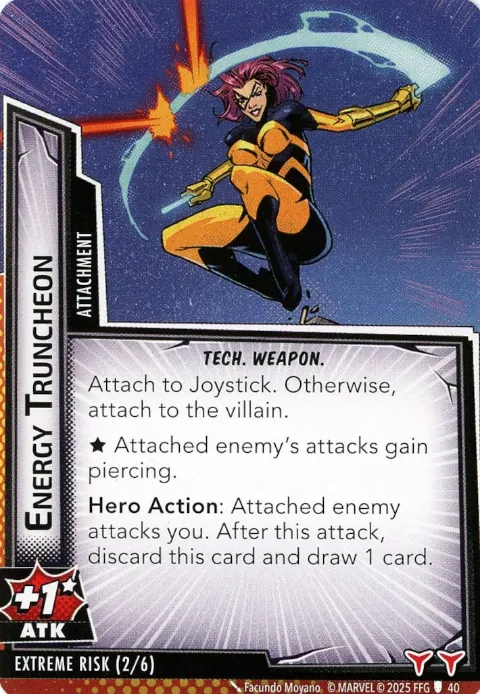 ENERGY TRUNCHEON
ATTACHMENT
TECH. WEAPON.
Attach to Joystick. Otherwise,
attach to the villain.
★ Attached enemy's attacks gain
piercing.
Hero Action: Attached enemy
attacks you. After this attack,
discard this card and draw 1 card.
+1★
ATK
EXTREME RISK (2/6)
Facundo Moyano. © MARVEL © 2025 FFG 40